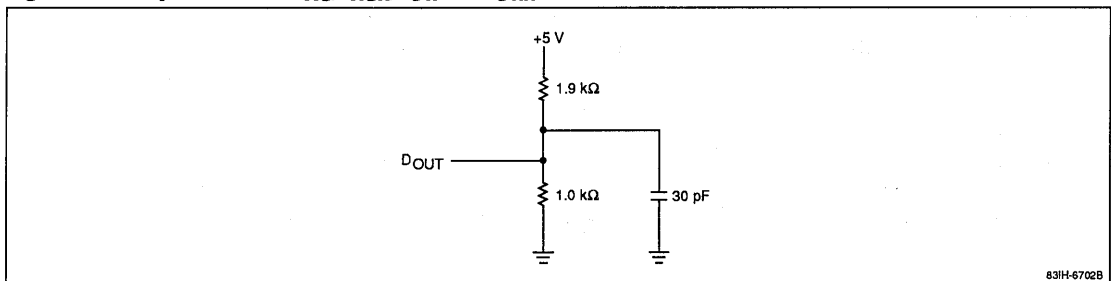 +5 V
1.9 kΩ
DOUT
1.0 kΩ
30 pF
83IH-6702B